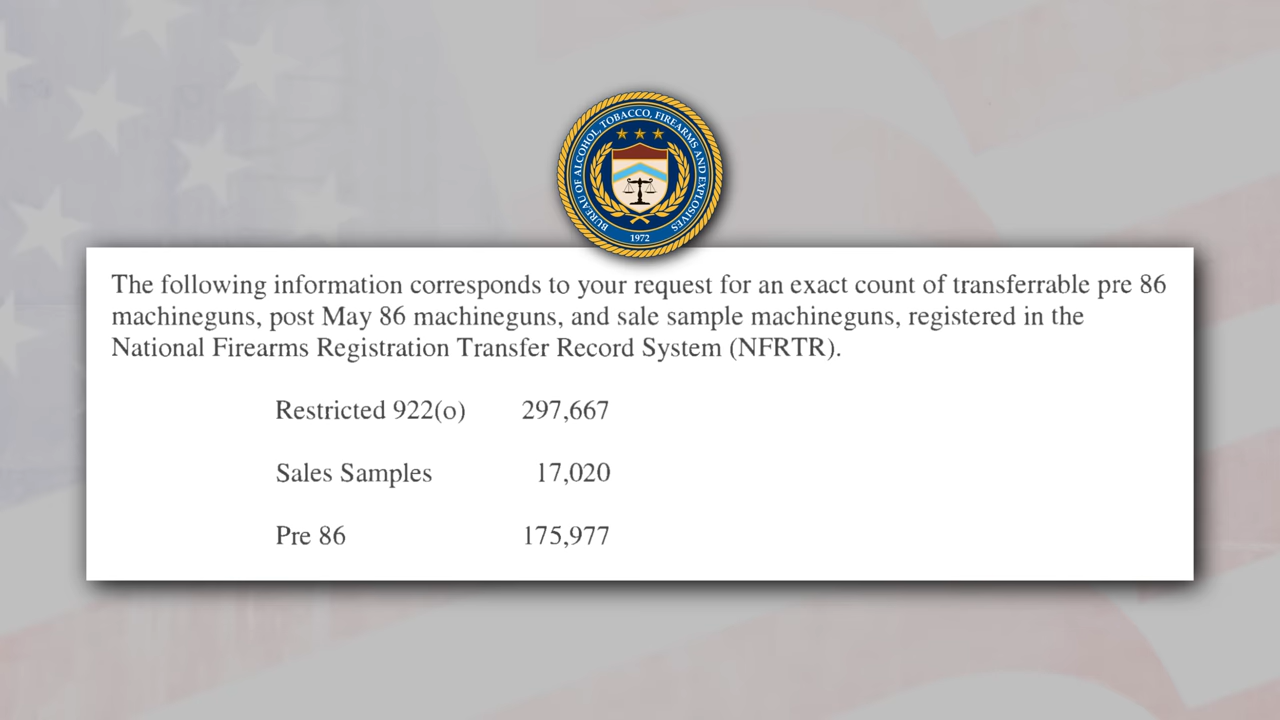 BUREAU OF ALCOHOL, TOBACCO, FIREARMS AND EXPLOSIVES
1972
The following information corresponds to your request for an exact count of transferrable pre 86
machineguns, post May 86 machineguns, and sale sample machineguns, registered in the
National Firearms Registration Transfer Record System (NFRTR).
Restricted 922(o) 297,667
Sales Samples 17,020
Pre 86 175,977